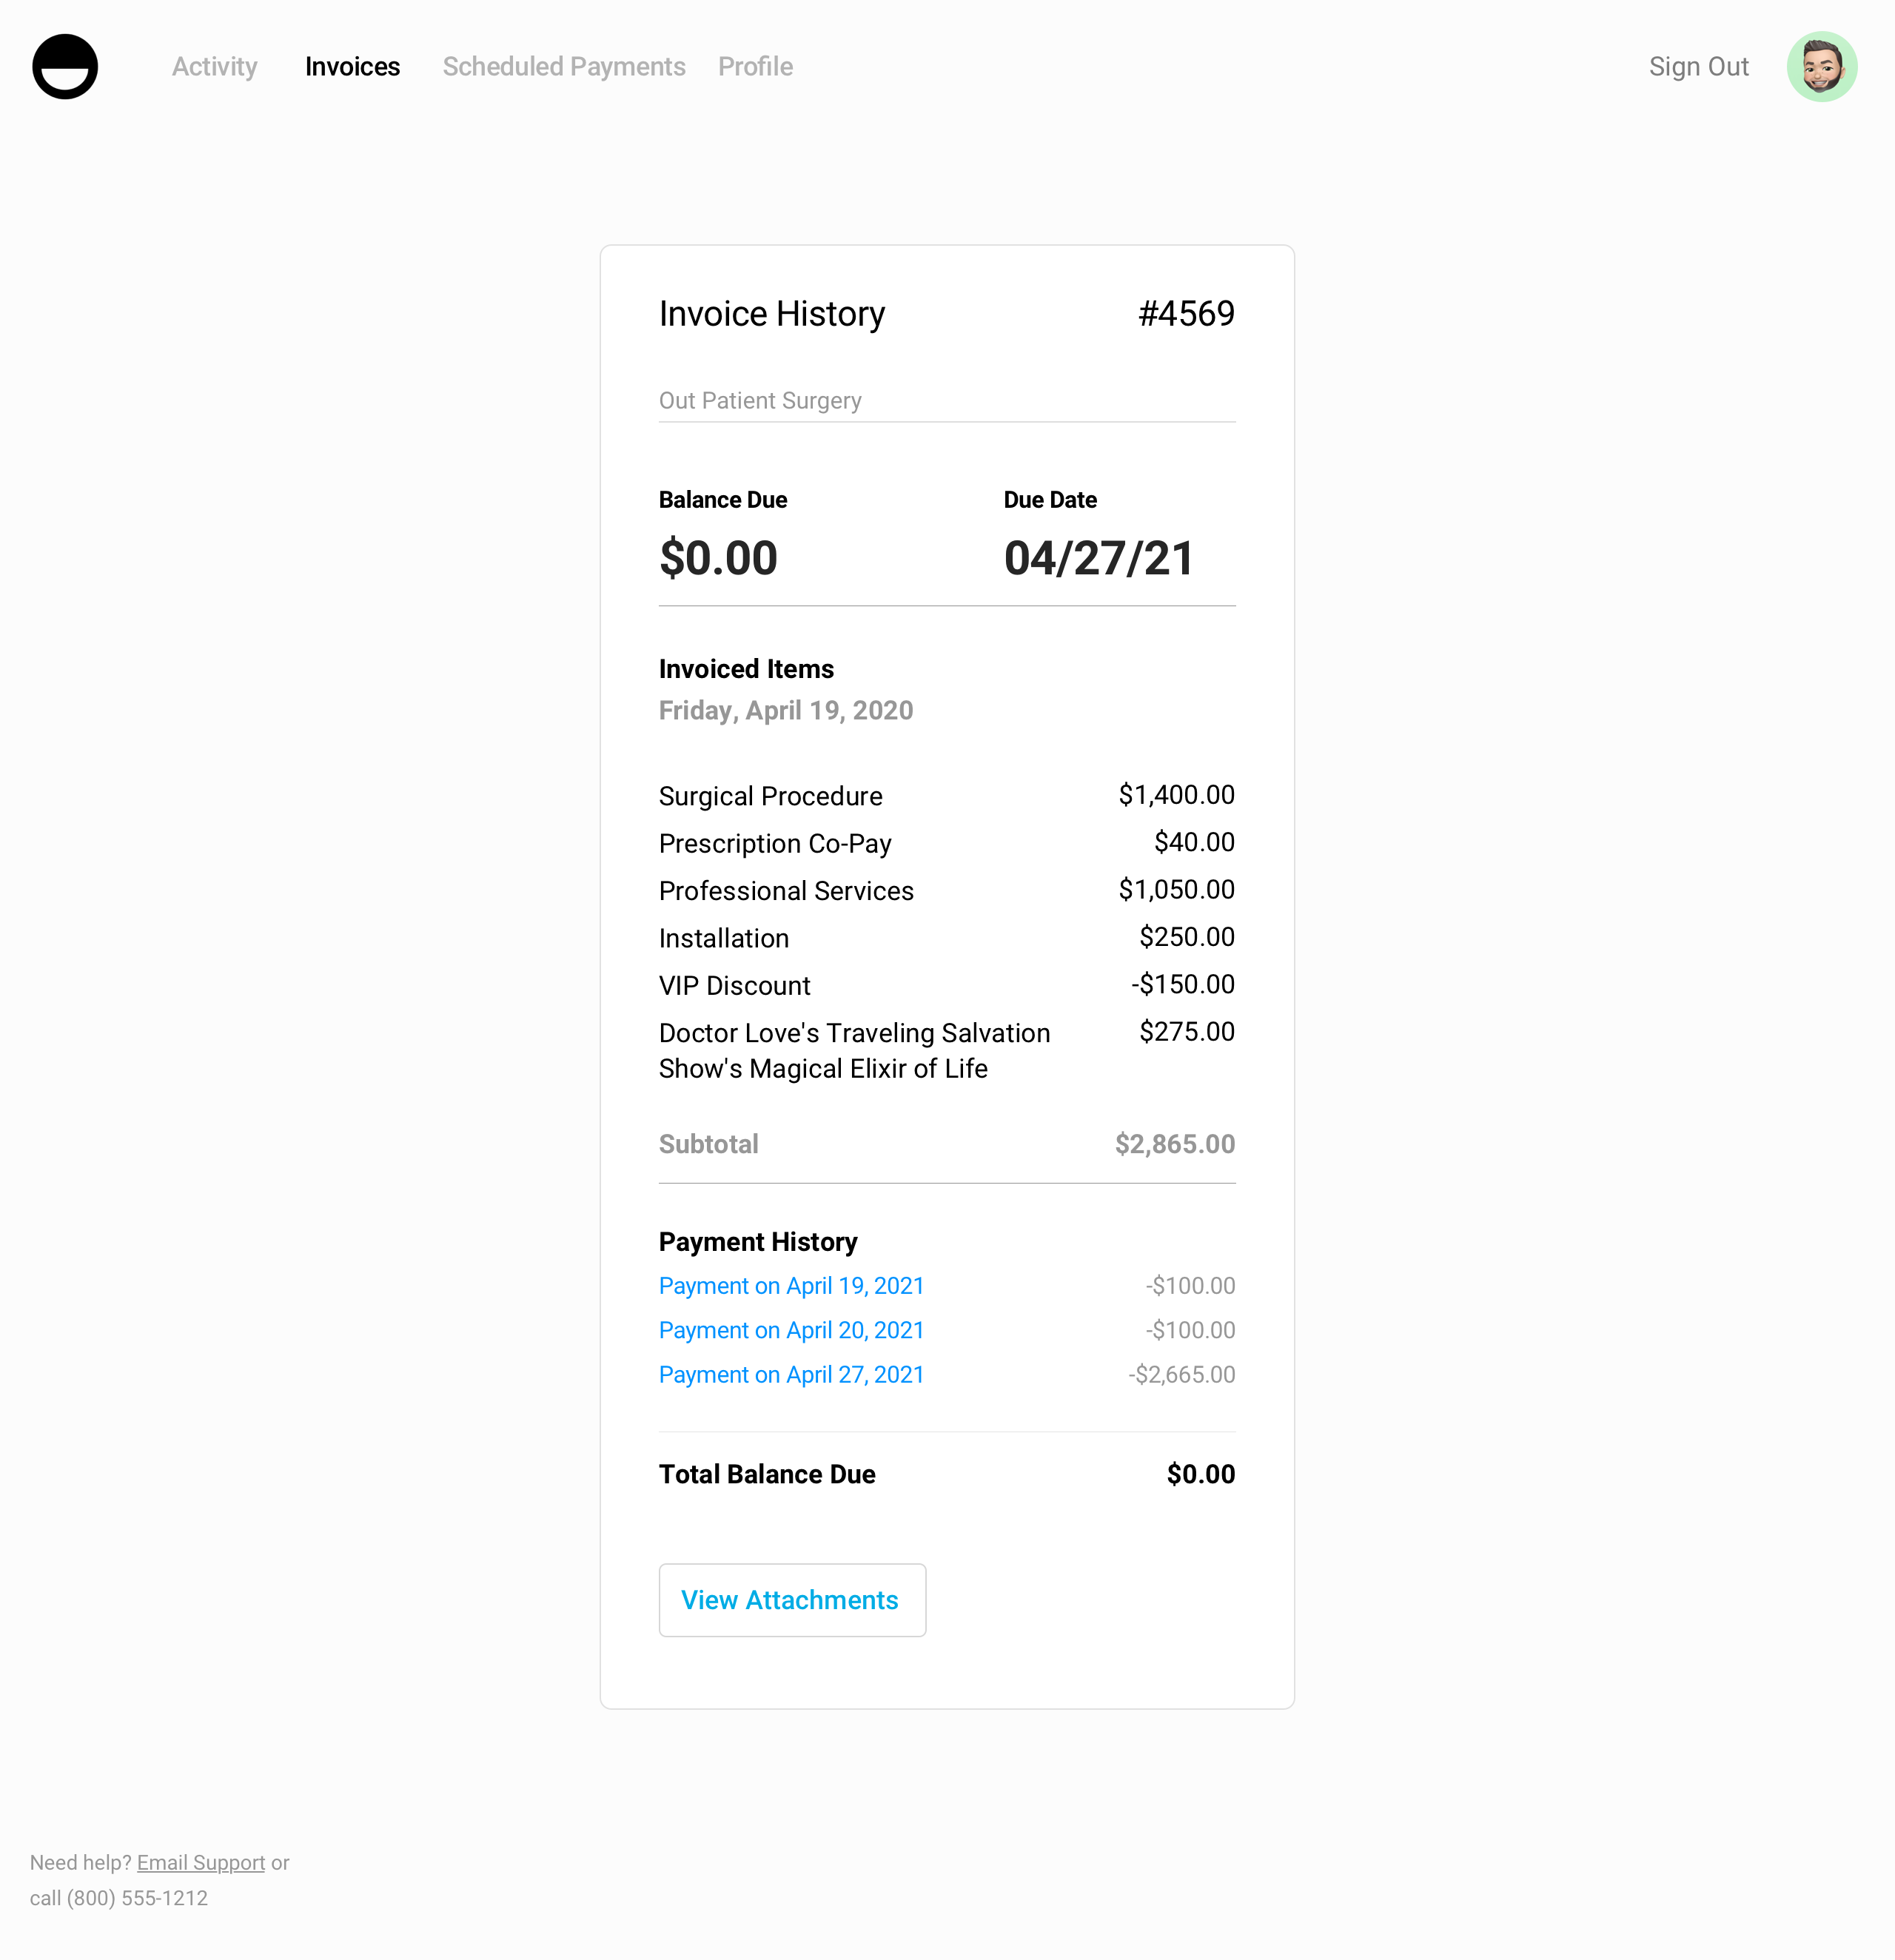 Activity Invoices Scheduled Payments Profile Sign Out
Invoice History #4569
Out Patient Surgery
Balance Due Due Date
$0.00 04/27/21
Invoiced Items
Friday, April 19, 2020
Surgical Procedure $1,400.00
Prescription Co-Pay $40.00
Professional Services $1,050.00
Installation $250.00
VIP Discount -$150.00
Doctor Love's Traveling Salvation $275.00
Show's Magical Elixir of Life
Subtotal $2,865.00
Payment History
Payment on April 19, 2021 -$100.00
Payment on April 20, 2021 -$100.00
Payment on April 27, 2021 -$2,665.00
Total Balance Due $0.00
View Attachments
Need help? Email Support or
call (800) 555-1212